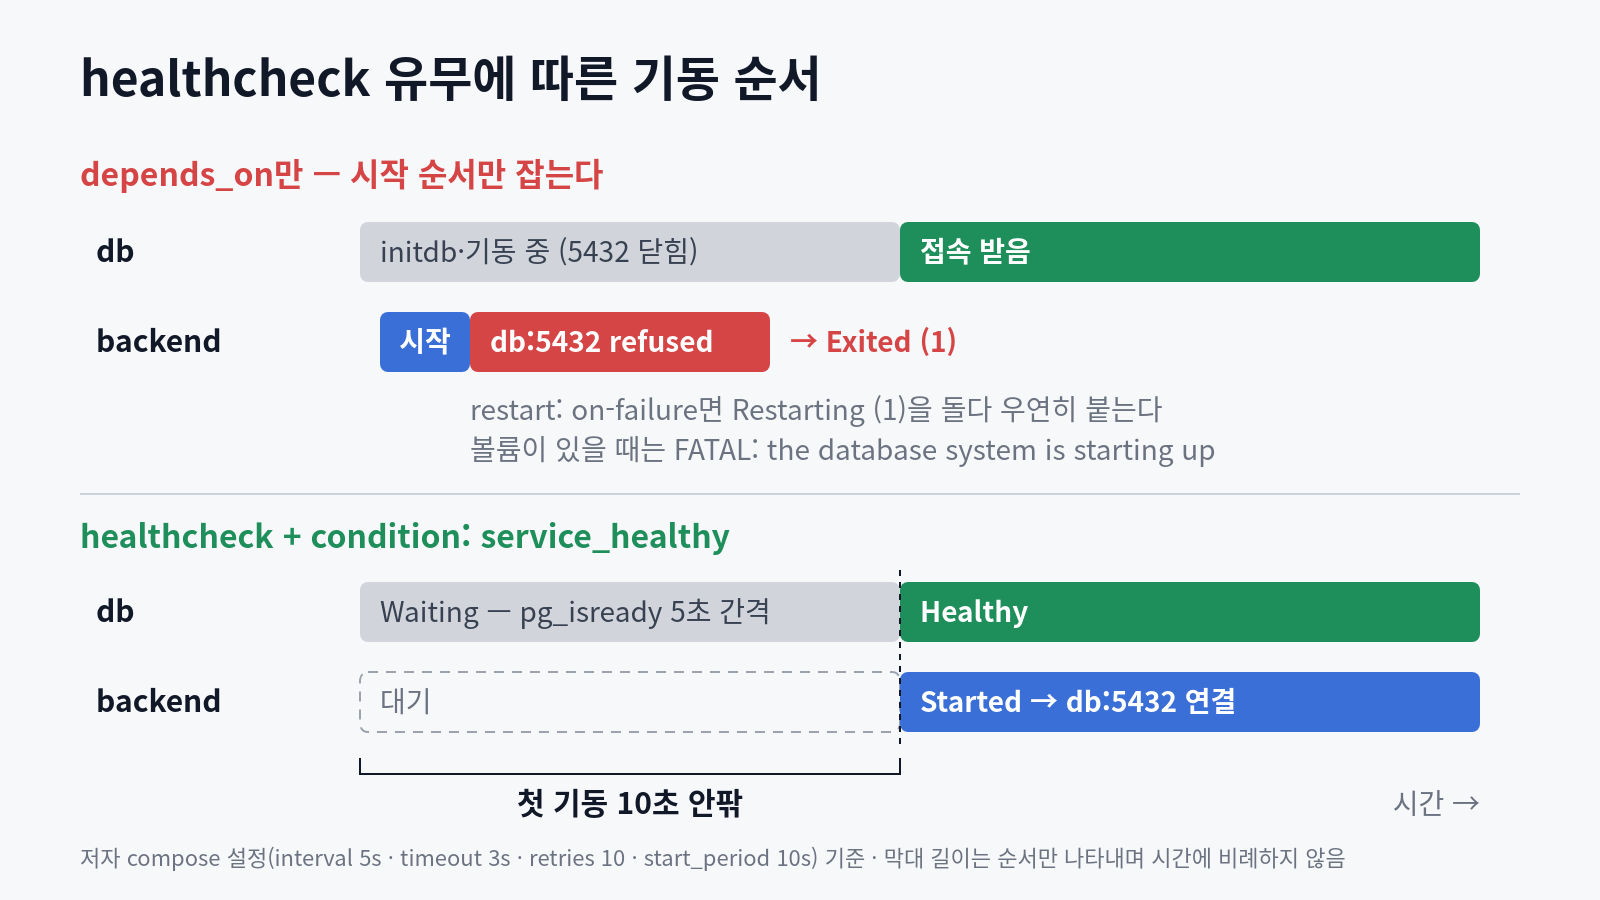 healthcheck 유무에 따른 기동 순서
depends_on만 — 시작 순서만 잡는다
db
initdb·기동 중 (5432 닫힘)
접속 받음
backend
시작
db:5432 refused
→ Exited (1)
restart: on-failure면 Restarting (1)을 돌다 우연히 붙는다
볼륨이 있을 때는 FATAL: the database system is starting up
healthcheck + condition: service_healthy
db
Waiting — pg_isready 5초 간격
Healthy
backend
대기
Started → db:5432 연결
첫 기동 10초 안팎
시간 →
저자 compose 설정(interval 5s · timeout 3s · retries 10 · start_period 10s) 기준 · 막대 길이는 순서만 나타내며 시간에 비례하지 않음